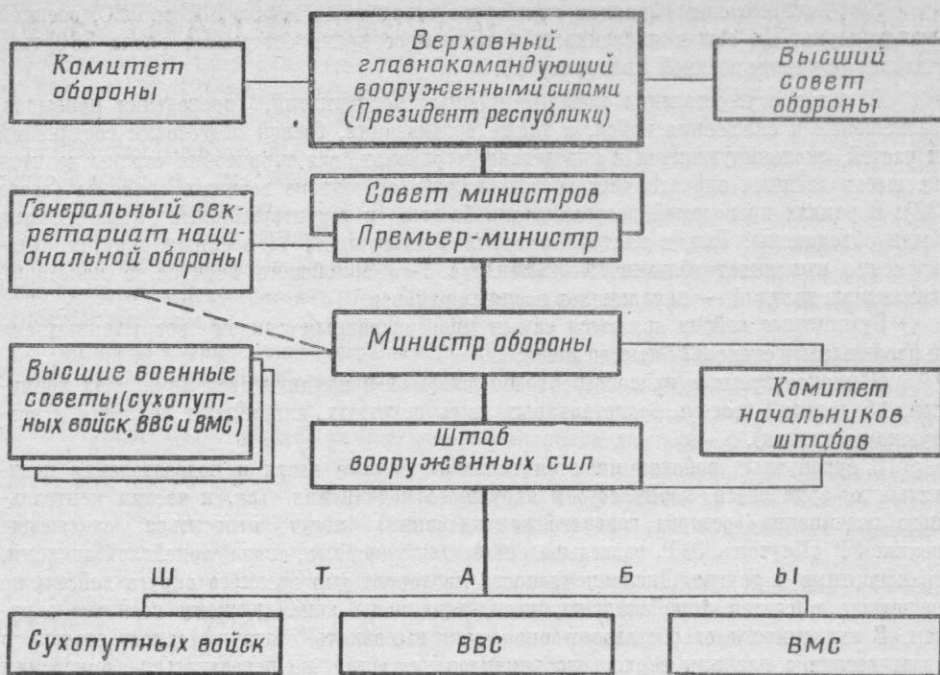 Комитет
обороны
Верховный
главнокомандующий
вооруженными силами
(Президент республики)
Высший
совет
обороны
Генеральный сек-
ретариат наци-
ональной обороны
Совет министров
Премьер-министр
Министр обороны
Высшие военные
советы (сухопут-
ных войск, ВВС и ВМС)
Штаб
вооруженных сил
Комитет
начальников
штабов
Ш Т А Б Ы
Сухопутных войск
ВВС
ВМС